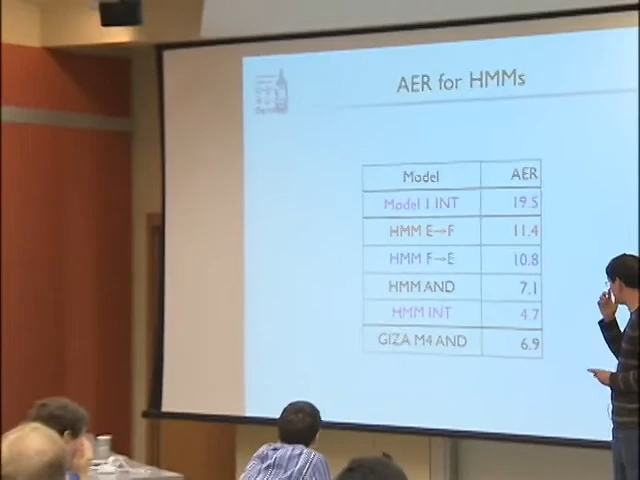 AER for HMMs
Model AER
Model 1 INT 19.5
HMM E→F 11.4
HMM F→E 10.8
HMM AND 7.1
HMM INT 4.7
GIZA M4 AND 6.9